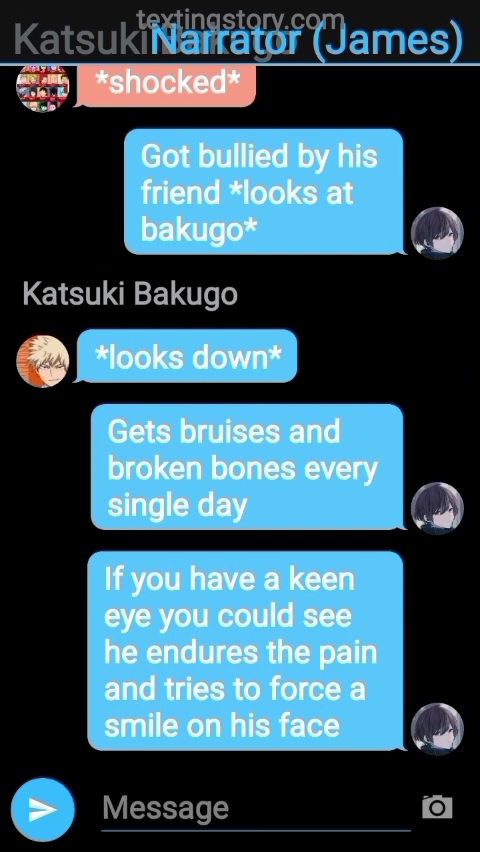 textingstory.com
Katsuki
Narrator (James)
*shocked*
Got bullied by his
friend *looks at
bakugo*
Katsuki Bakugo
*looks down*
Gets bruises and
broken bones every
single day
If you have a keen
eye you could see
he endures the pain
and tries to force a
smile on his face
Message